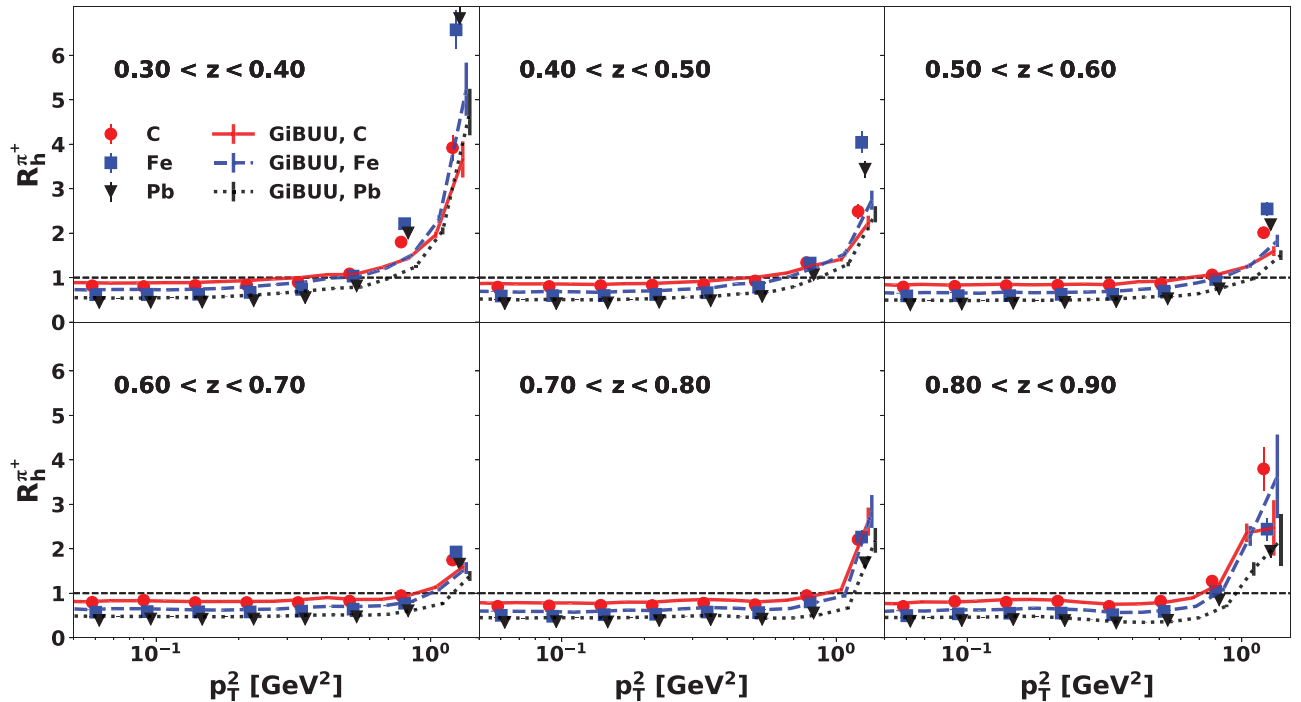 0.30 < z < 0.40
0.40 < z < 0.50
0.50 < z < 0.60
C GiBUU, C
Fe GiBUU, Fe
Pb GiBUU, Pb
R_h^{π^+}
6
5
4
3
2
1
0
0.60 < z < 0.70
0.70 < z < 0.80
0.80 < z < 0.90
R_h^{π^+}
6
5
4
3
2
1
0
10^{-1} 10^0 10^{-1} 10^0 10^{-1} 10^0
p_T^2 [GeV^2] p_T^2 [GeV^2] p_T^2 [GeV^2]